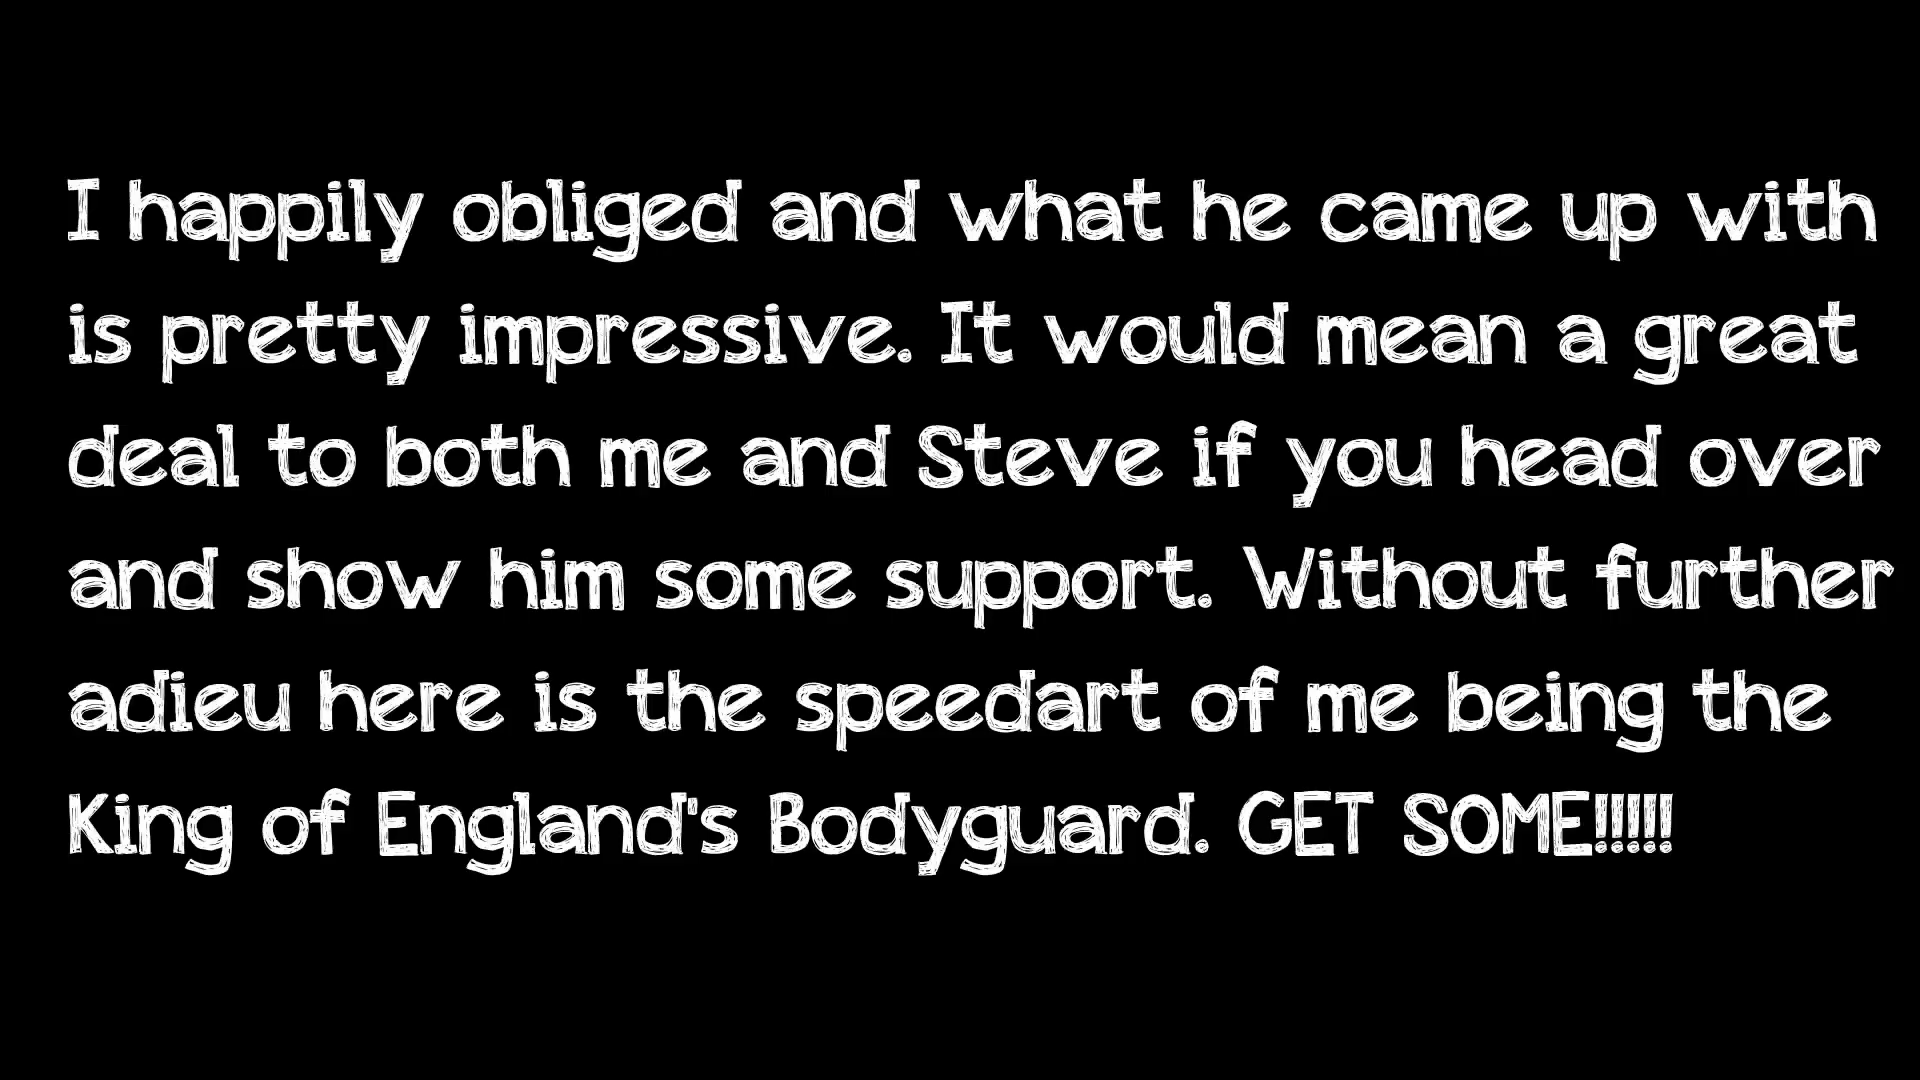 I happily obliged and what he came up with
is pretty impressive. It would mean a great
deal to both me and Steve if you head over
and show him some support. Without further
adieu here is the speedart of me being the
King of England's Bodyguard. GET SOME!!!!!